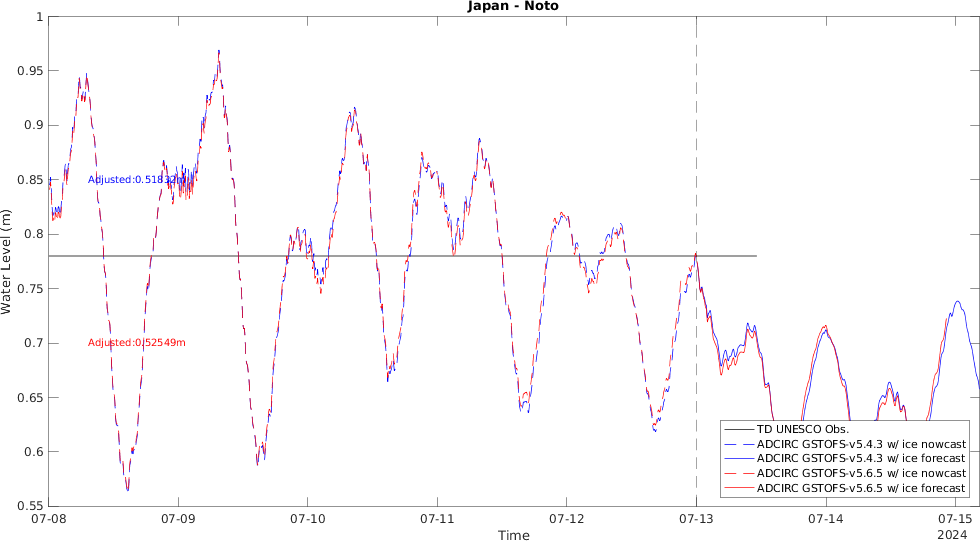 Japan - Noto
1
0.95
0.9
0.85
0.8
0.75
0.7
0.65
0.6
0.55
Water Level (m)
Adjusted:0.51832m
Adjusted:0.52549m
TD UNESCO Obs.
ADCIRC GSTOFS-v5.4.3 w/ ice nowcast
ADCIRC GSTOFS-v5.4.3 w/ ice forecast
ADCIRC GSTOFS-v5.6.5 w/ ice nowcast
ADCIRC GSTOFS-v5.6.5 w/ ice forecast
07-08 07-09 07-10 07-11 07-12 07-13 07-14 07-15
Time
2024